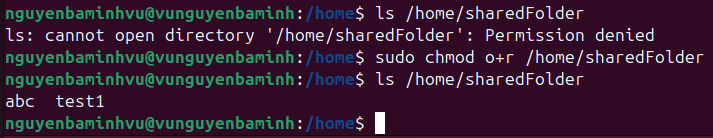 nguyenbaminhvu@vunguyenbaminh:/home$ ls /home/sharedFolder
ls: cannot open directory '/home/sharedFolder': Permission denied
nguyenbaminhvu@vunguyenbaminh:/home$ sudo chmod o+r /home/sharedFolder
nguyenbaminhvu@vunguyenbaminh:/home$ ls /home/sharedFolder
abc  test1
nguyenbaminhvu@vunguyenbaminh:/home$